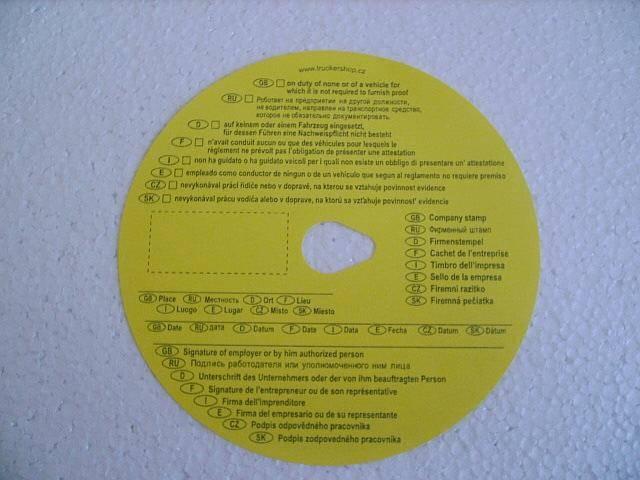 www.truckershop.cz
GB on duty of none or of a vehicle for
which it is not required to furnish proof
RU Роботает на предприятии на другой должности,
не водителем, направлен на транспортное средство,
которое не обязательно документировать.
D auf keinem oder einem Fahrzeug eingesetzt,
für dessen Führen eine Nachweispflicht nicht besteht
F n'avait conduit aucun ou que des véhicules pour lesquels le
règlement ne prévoit pas l'obligation de présenter une attestation
I non ha guidato o ha guidato veicoli per i quali non esiste un obbligo di presentare un' attestatione
E empleado como conductor de ningun o de un vehículo que segun al reglamento no requiere premiso
CZ nevykonával práci řidiče nebo v dopravě, na kterou se vztahuje povinnost evidence
SK nevykonával prácu vodiča alebo v doprave, na ktorú sa vzťahuje povinnosť evidencie
GB Company stamp
RU Фирменный штамп
D Firmenstempel
F Cachet de l'entreprise
I Timbro dell'impresa
E Sello de la empresa
CZ Firemní razítko
SK Firemná pečiatka
GB Place RU Местность D Ort F Lieu
I Luogo E Lugar CZ Místo SK Miesto
GB Date RU дата D Datum F Date I Data E Fecha CZ Datum SK Dátum
GB Signature of employer or by him authorized person
RU Подпись работодателя или уполномоченного ним лица
D Unterschrift des Unternehmers oder der von ihm beauftragten Person
F Signature de l'entrepreneur ou de son représentative
I Firma dell'imprenditore
E Firma del empresario ou de su representante
CZ Podpis odpovědného pracovníka
SK Podpis zodpovedného pracovníka